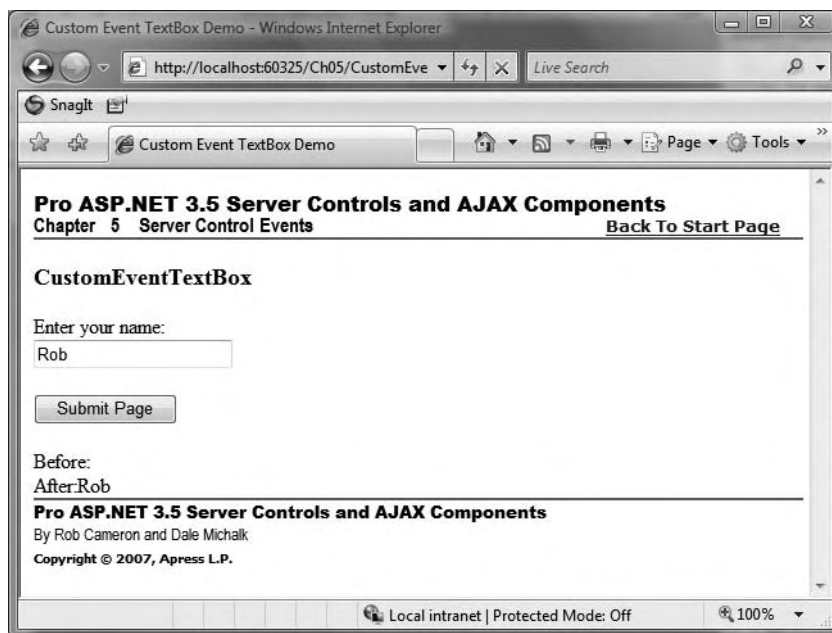 Custom Event TextBox Demo - Windows Internet Explorer
http://localhost:60325/Ch05/CustomEve
Live Search
SnagIt
Custom Event TextBox Demo
Page
Tools
Pro ASP.NET 3.5 Server Controls and AJAX Components
Chapter 5 Server Control Events
Back To Start Page
CustomEventTextBox
Enter your name:
Rob
Submit Page
Before:
After:Rob
Pro ASP.NET 3.5 Server Controls and AJAX Components
By Rob Cameron and Dale Michalk
Copyright © 2007, Apress L.P.
Local intranet | Protected Mode: Off
100%